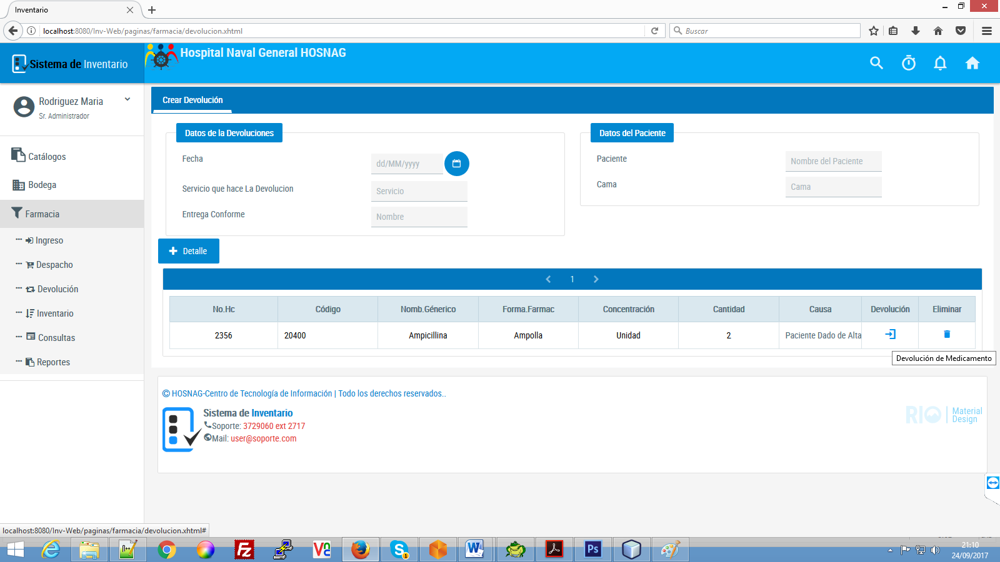 Inventario
localhost:8080/Inv-Web/paginas/farmacia/devolucion.xhtml
Buscar
Sistema de Inventario
Hospital Naval General HOSNAG
Rodriguez Maria
Sr. Administrador
Catálogos
Bodega
Farmacia
Ingreso
Despacho
Devolución
Inventario
Consultas
Reportes
Crear Devolución
Datos de la Devoluciones
Fecha
dd/MM/yyyy
Servicio que hace La Devolucion
Servicio
Entrega Conforme
Nombre
Datos del Paciente
Paciente
Nombre del Paciente
Cama
Cama
Detalle
1
No.Hc Código Nomb.Génerico Forma.Farmac Concentración Cantidad Causa Devolución Eliminar
2356 20400 Ampicillina Ampolla Unidad 2 Paciente Dado de Alta
Devolución de Medicamento
© HOSNAG-Centro de Tecnología de Información | Todo los derechos reservados..
Sistema de Inventario
Soporte: 3729060 ext 2717
Mail: user@soporte.com
RIO | Material Design
localhost:8080/Inv-Web/paginas/farmacia/devolucion.xhtml#
21:10
24/09/2017